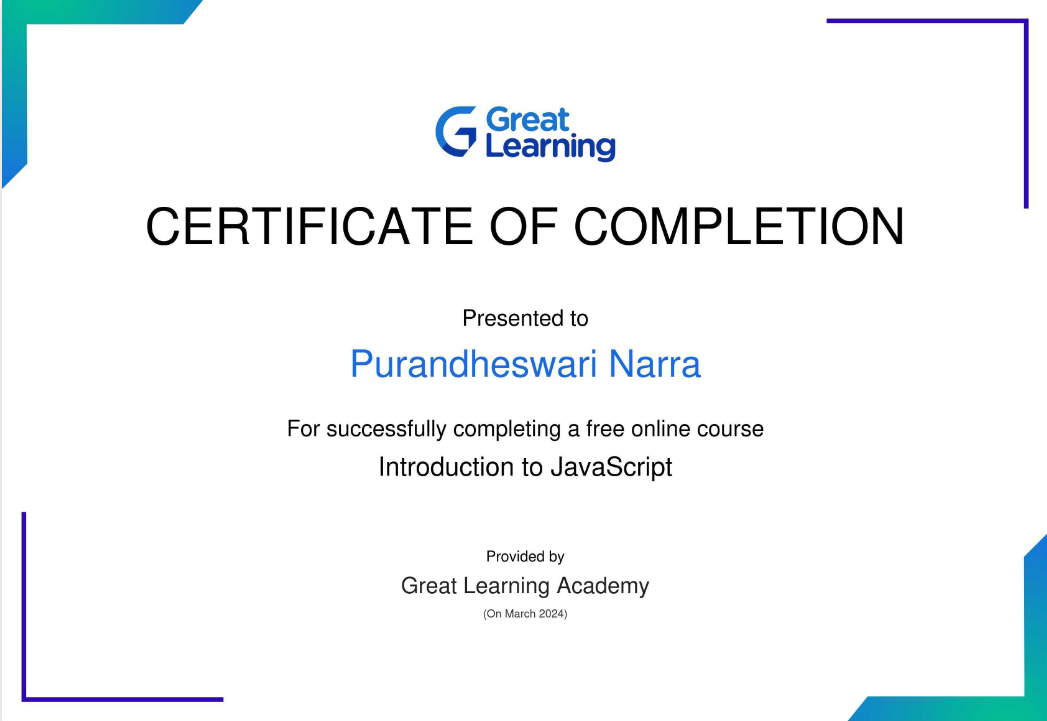 Great
Learning
CERTIFICATE OF COMPLETION
Presented to
Purandheswari Narra
For successfully completing a free online course
Introduction to JavaScript
Provided by
Great Learning Academy
(On March 2024)